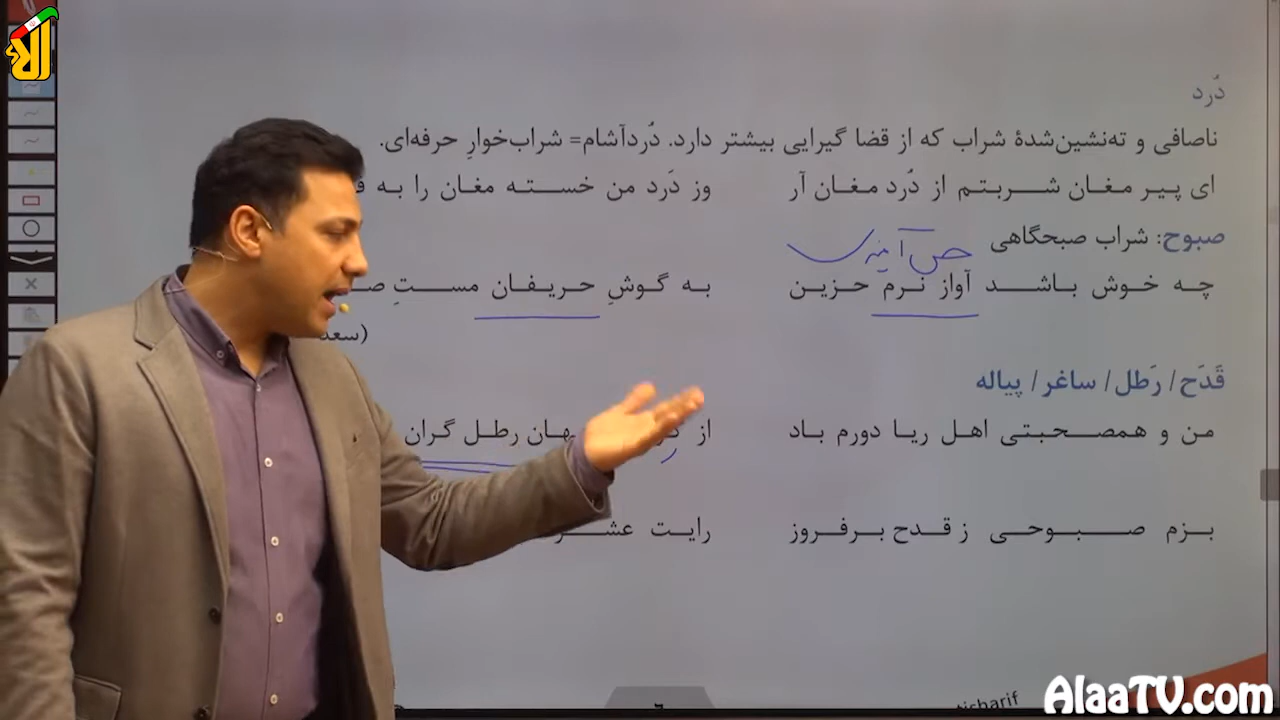 دُرد
ناصافی و ته‌نشین‌شدهٔ شراب که از قضا گیرایی بیشتر دارد. دُردآشام= شراب‌خوارِ حرفه‌ای.
ای پیر مغان شربتم از دُرد مغان آر وز دَرد من خسته مغان را به
صبوح: شراب صبحگاهی
چه خوش باشد آواز نرم حزین به گوشِ حریفان مستِ
(سعد
قَدَح/ رَطل/ ساغر/ پیاله
من و همصحبتی اهل ریا دورم باد از رطل گران
بزم صبوحی ز قدح برفروز رایت
AlaaTV.com